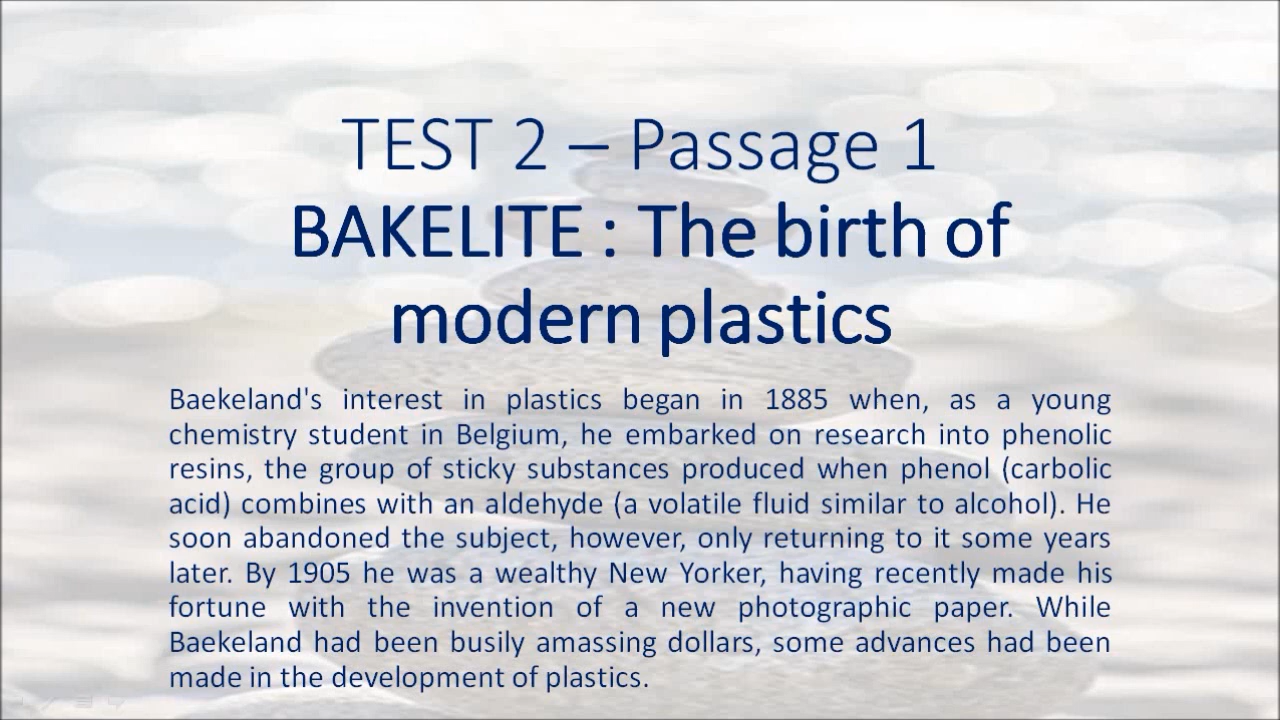 TEST 2 – Passage 1
BAKELITE : The birth of
modern plastics
Baekeland's interest in plastics began in 1885 when, as a young
chemistry student in Belgium, he embarked on research into phenolic
resins, the group of sticky substances produced when phenol (carbolic
acid) combines with an aldehyde (a volatile fluid similar to alcohol). He
soon abandoned the subject, however, only returning to it some years
later. By 1905 he was a wealthy New Yorker, having recently made his
fortune with the invention of a new photographic paper. While
Baekeland had been busily amassing dollars, some advances had been
made in the development of plastics.